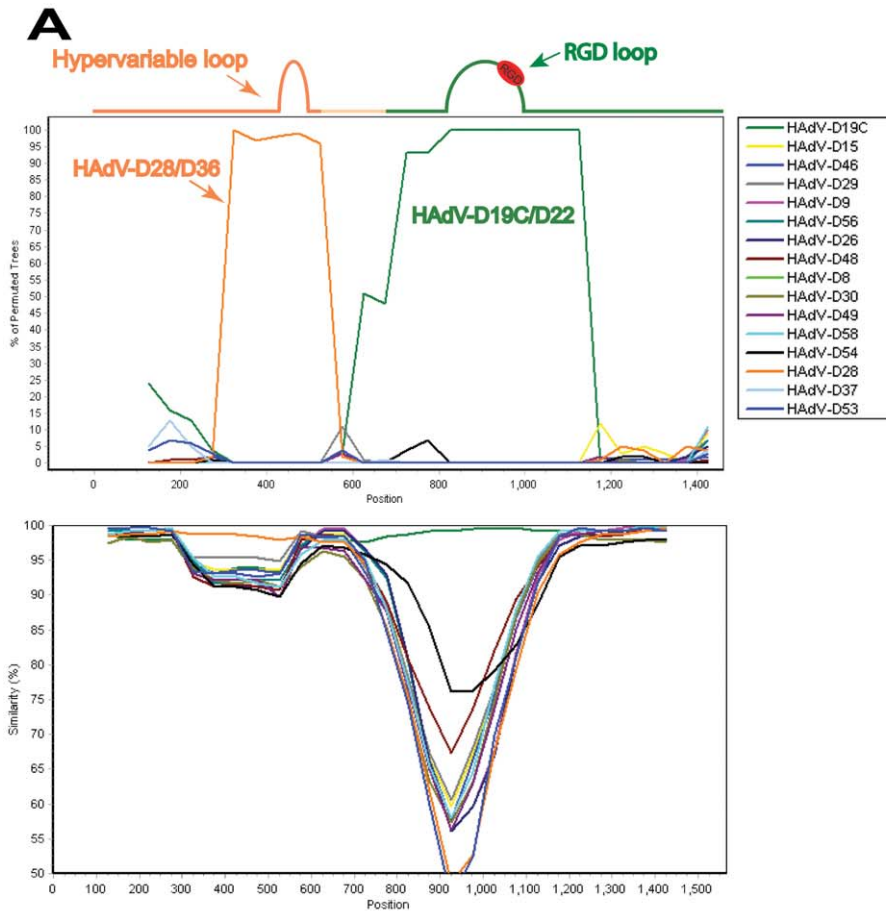 A
Hypervariable loop
RGD
RGD loop
% of Permuted Trees
100
95
90
85
80
75
70
65
60
55
50
45
40
35
30
25
20
15
10
5
0
HAdV-D28/D36
HAdV-D19C/D22
0 200 400 600 800 1,000 1,200 1,400
Position
HAdV-D19C
HAdV-D15
HAdV-D46
HAdV-D29
HAdV-D9
HAdV-D56
HAdV-D26
HAdV-D48
HAdV-D8
HAdV-D30
HAdV-D49
HAdV-D58
HAdV-D54
HAdV-D28
HAdV-D37
HAdV-D53
Similarity (%)
100
95
90
85
80
75
70
65
60
55
50
0 100 200 300 400 500 600 700 800 900 1,000 1,100 1,200 1,300 1,400 1,500
Position